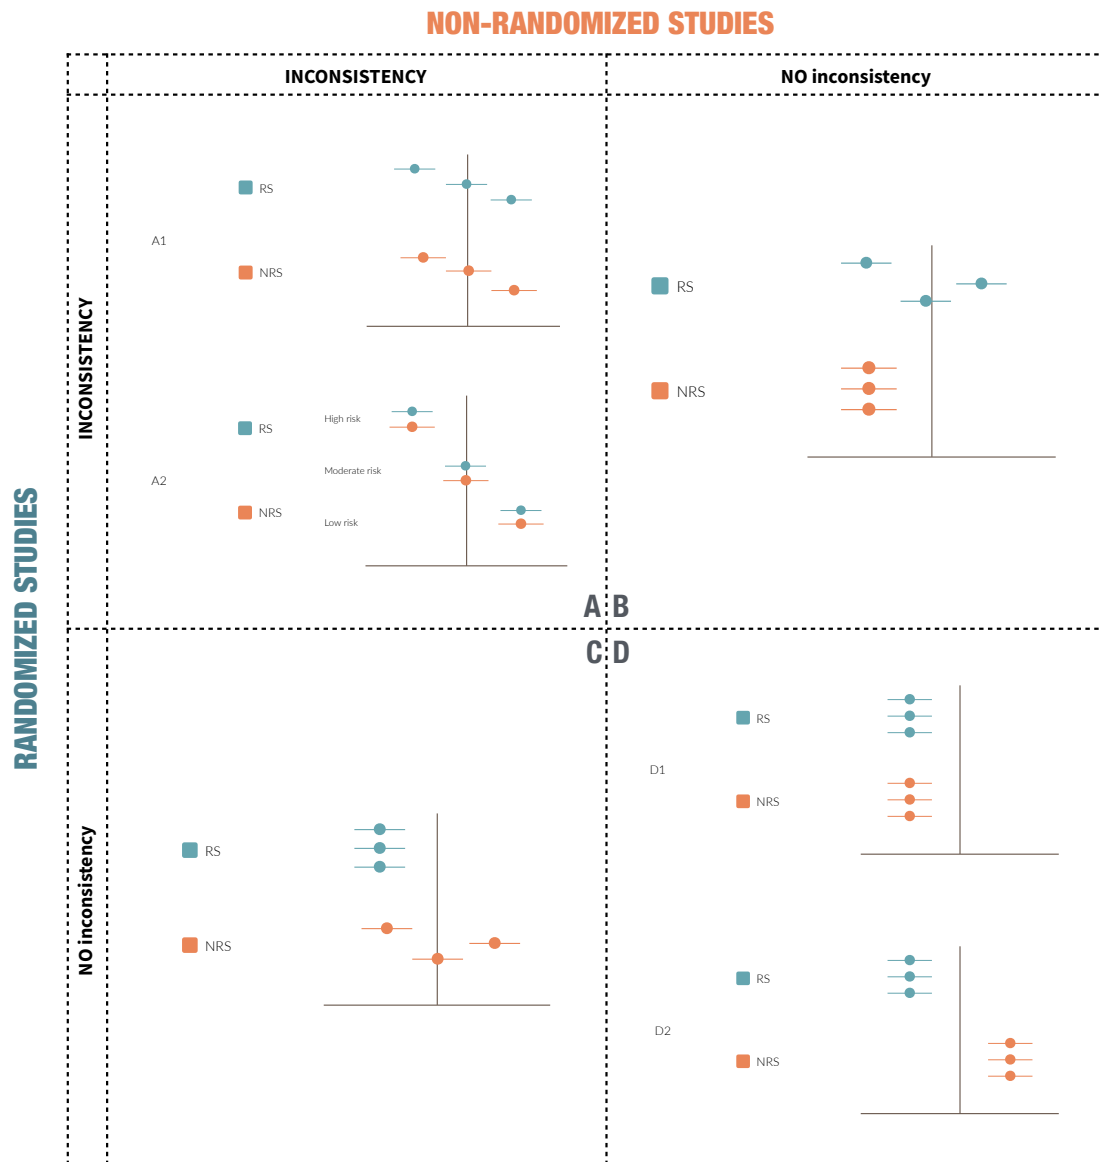 NON-RANDOMIZED STUDIES
INCONSISTENCY
NO inconsistency
RANDOMIZED STUDIES
INCONSISTENCY
A1
RS
NRS
A2
RS
NRS
High risk
Moderate risk
Low risk
RS
NRS
A B
C D
NO inconsistency
RS
NRS
D1
RS
NRS
D2
RS
NRS